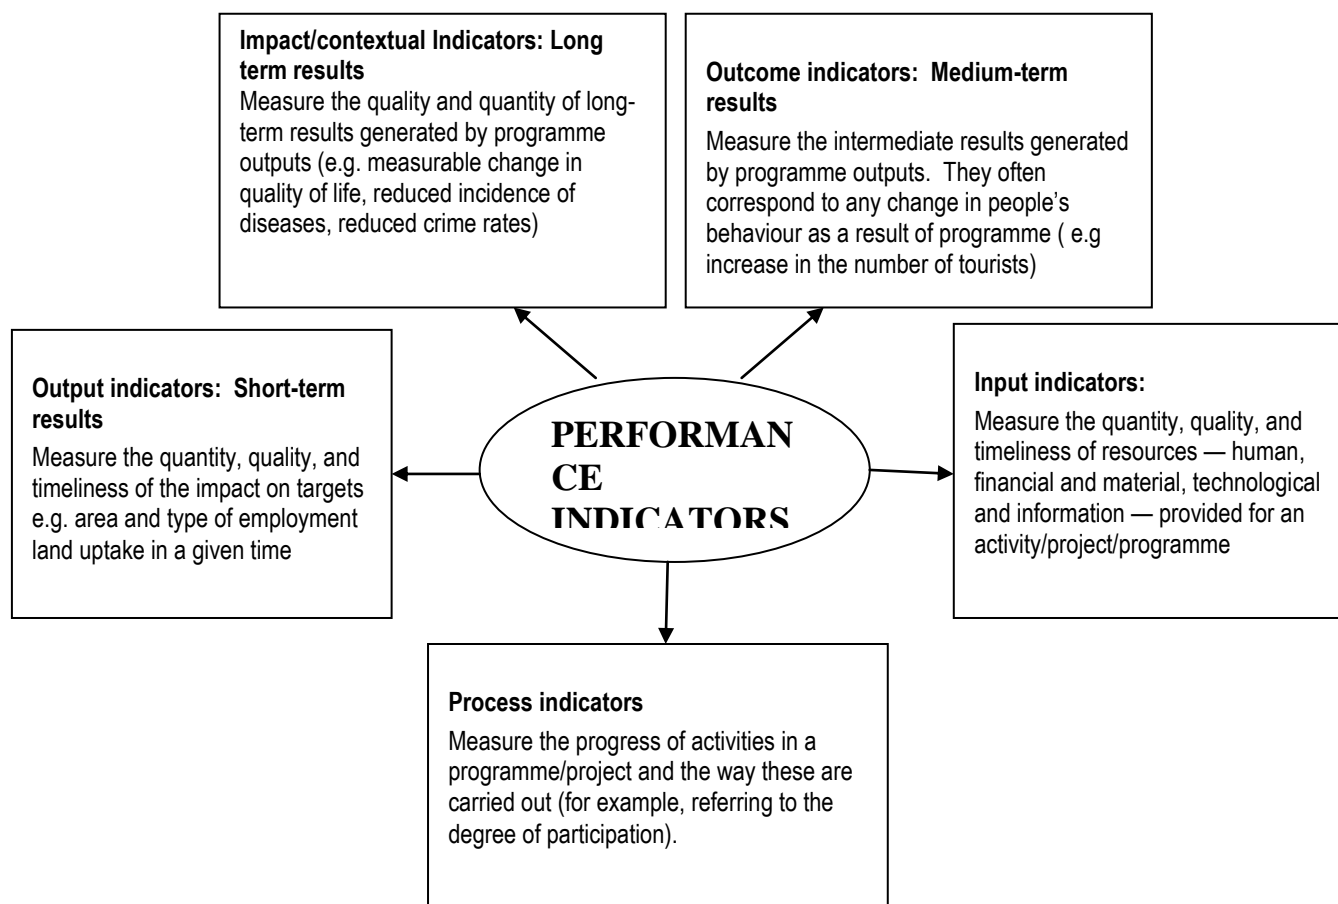 Impact/contextual Indicators: Long
term results
Measure the quality and quantity of long-
term results generated by programme
outputs (e.g. measurable change in
quality of life, reduced incidence of
diseases, reduced crime rates)
Outcome indicators:  Medium-term
results
Measure the intermediate results generated
by programme outputs.  They often
correspond to any change in people’s
behaviour as a result of programme ( e.g
increase in the number of tourists)
Output indicators:  Short-term
results
Measure the quantity, quality, and
timeliness of the impact on targets
e.g. area and type of employment
land uptake in a given time
PERFORMAN
CE
INDICATORS
Input indicators:
Measure the quantity, quality, and
timeliness of resources — human,
financial and material, technological
and information — provided for an
activity/project/programme
Process indicators
Measure the progress of activities in a
programme/project and the way these are
carried out (for example, referring to the
degree of participation).